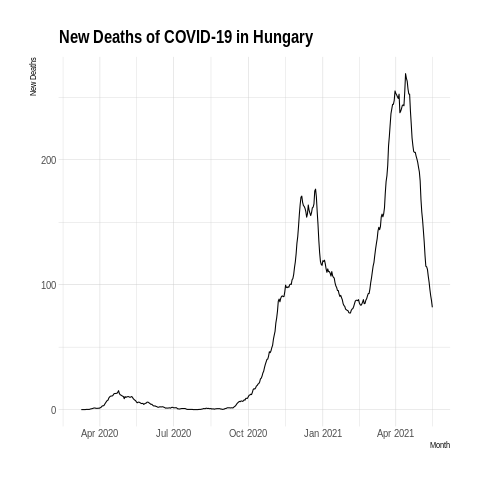 New Deaths of COVID-19 in Hungary
New Deaths
200
100
0
Apr 2020 Jul 2020 Oct 2020 Jan 2021 Apr 2021
Month